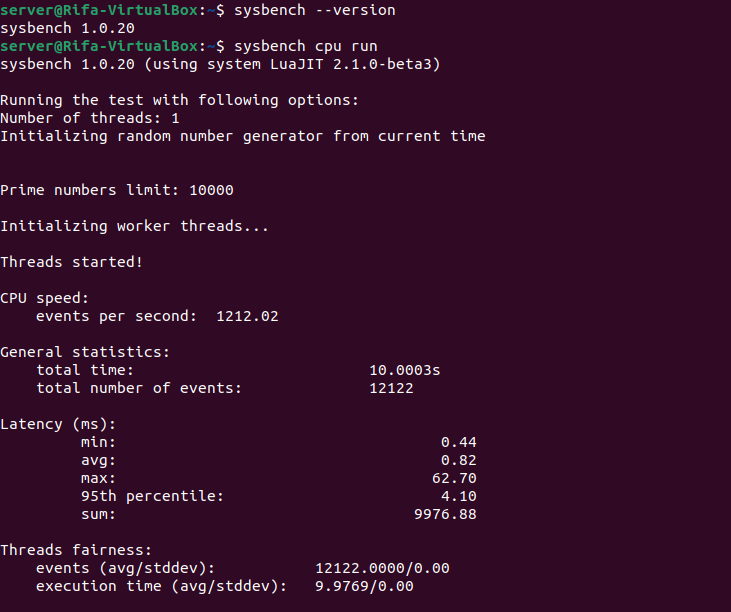 server@Rifa-VirtualBox:~$ sysbench --version
sysbench 1.0.20
server@Rifa-VirtualBox:~$ sysbench cpu run
sysbench 1.0.20 (using system LuaJIT 2.1.0-beta3)
Running the test with following options:
Number of threads: 1
Initializing random number generator from current time
Prime numbers limit: 10000
Initializing worker threads...
Threads started!
CPU speed:
events per second: 1212.02
General statistics:
total time: 10.0003s
total number of events: 12122
Latency (ms):
min: 0.44
avg: 0.82
max: 62.70
95th percentile: 4.10
sum: 9976.88
Threads fairness:
events (avg/stddev): 12122.0000/0.00
execution time (avg/stddev): 9.9769/0.00